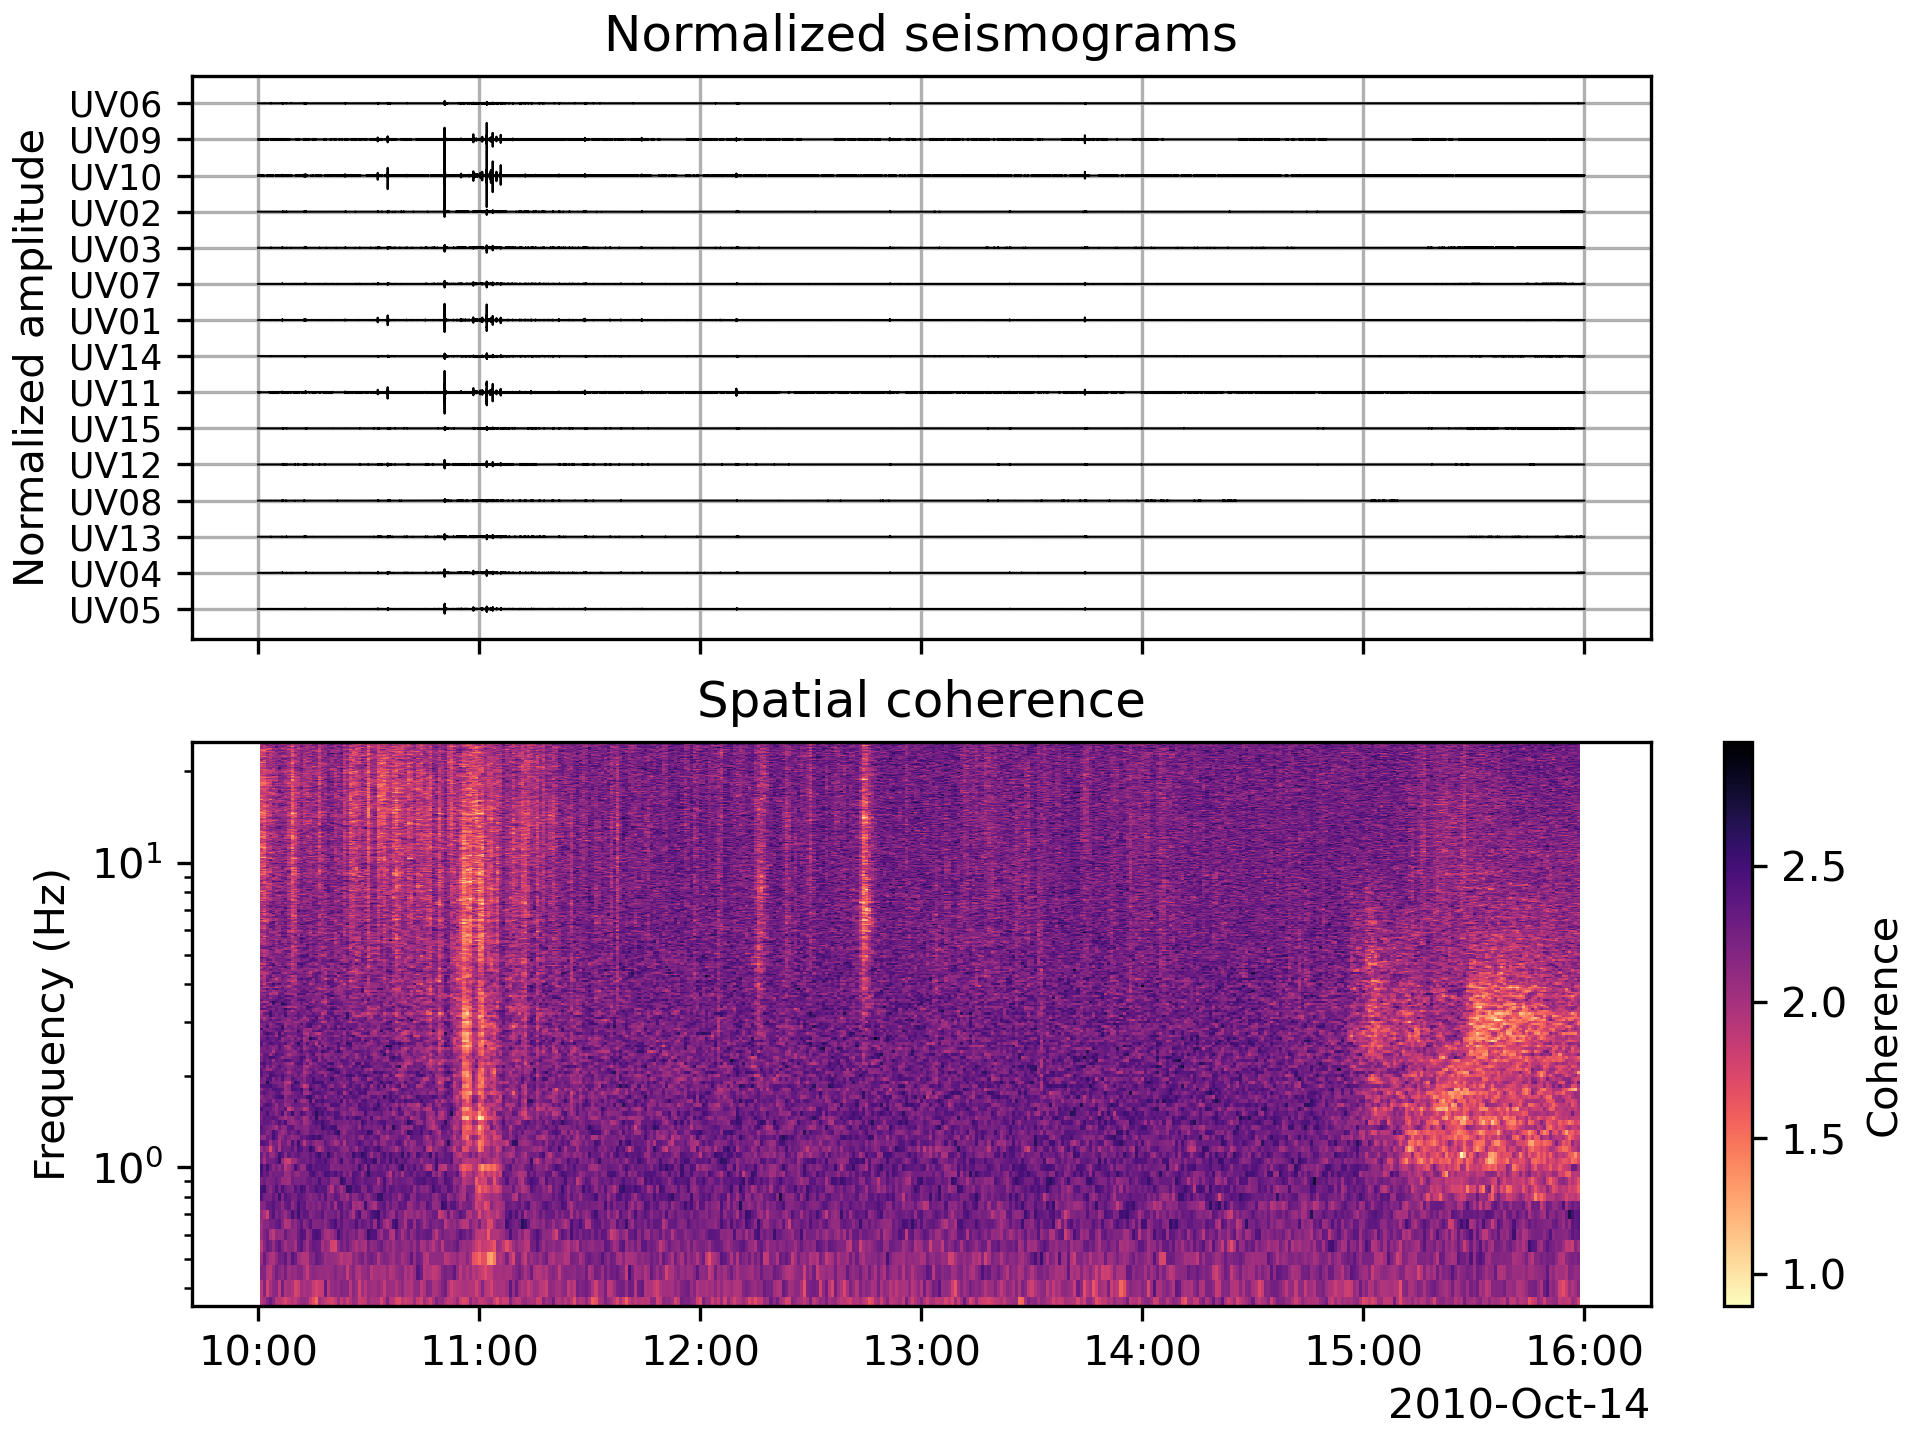 Normalized seismograms
Normalized amplitude
UV06
UV09
UV10
UV02
UV03
UV07
UV01
UV14
UV11
UV15
UV12
UV08
UV13
UV04
UV05
Spatial coherence
Frequency (Hz)
10¹
10⁰
10:00 11:00 12:00 13:00 14:00 15:00 16:00
2010-Oct-14
2.5
2.0
1.5
1.0
Coherence